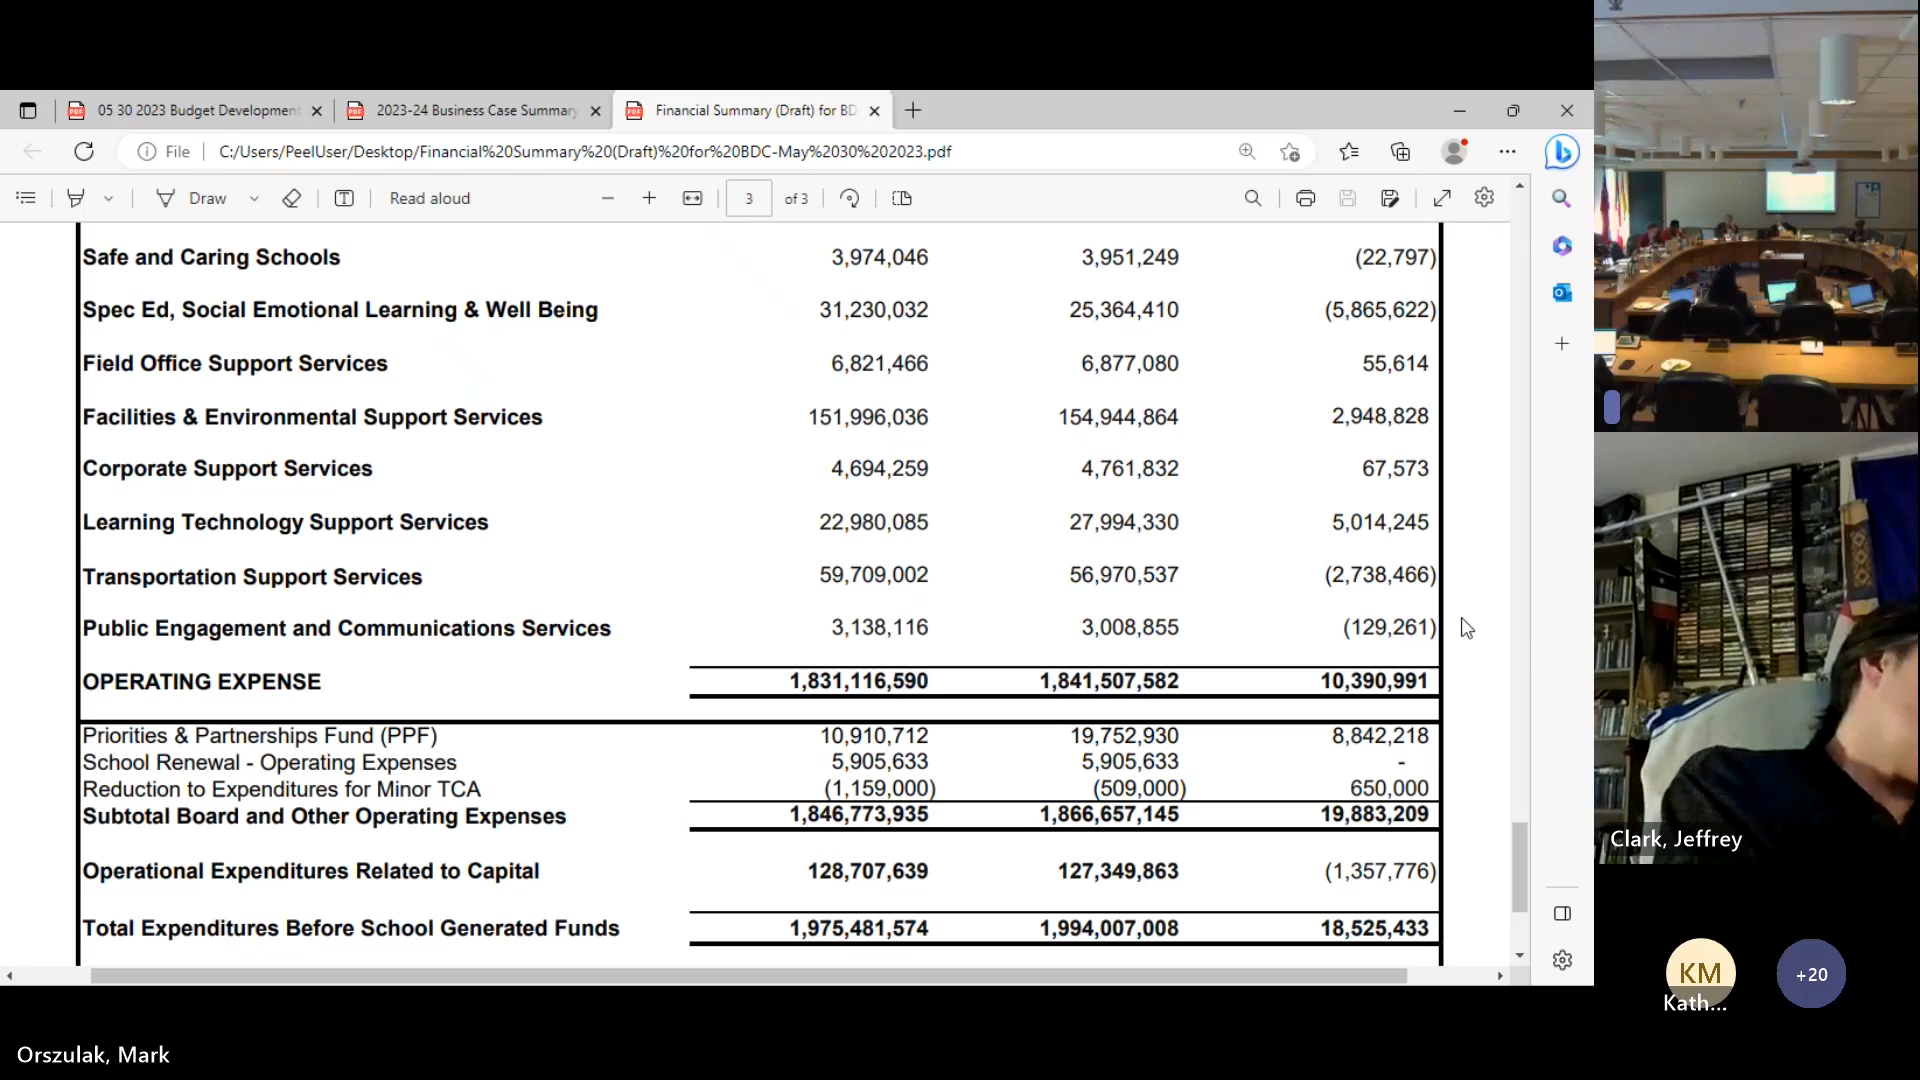 05 30 2023 Budget Development
2023-24 Business Case Summary
Financial Summary (Draft) for BD
File
C:/Users/PeelUser/Desktop/Financial%20Summary%20(Draft)%20for%20BDC-May%2030%202023.pdf
Draw
Read aloud
3 of 3
Safe and Caring Schools 3,974,046 3,951,249 (22,797)
Spec Ed, Social Emotional Learning & Well Being 31,230,032 25,364,410 (5,865,622)
Field Office Support Services 6,821,466 6,877,080 55,614
Facilities & Environmental Support Services 151,996,036 154,944,864 2,948,828
Corporate Support Services 4,694,259 4,761,832 67,573
Learning Technology Support Services 22,980,085 27,994,330 5,014,245
Transportation Support Services 59,709,002 56,970,537 (2,738,466)
Public Engagement and Communications Services 3,138,116 3,008,855 (129,261)
OPERATING EXPENSE 1,831,116,590 1,841,507,582 10,390,991
Priorities & Partnerships Fund (PPF) 10,910,712 19,752,930 8,842,218
School Renewal - Operating Expenses 5,905,633 5,905,633 -
Reduction to Expenditures for Minor TCA (1,159,000) (509,000) 650,000
Subtotal Board and Other Operating Expenses 1,846,773,935 1,866,657,145 19,883,209
Operational Expenditures Related to Capital 128,707,639 127,349,863 (1,357,776)
Total Expenditures Before School Generated Funds 1,975,481,574 1,994,007,008 18,525,433
Clark, Jeffrey
KM
Kath...
+20
Orszulak, Mark